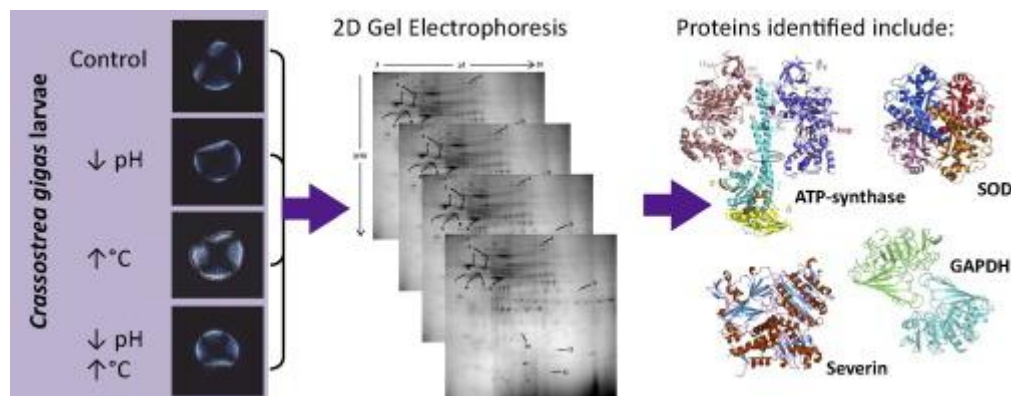 Crassostrea gigas larvae
Control
↓ pH
↑°C
↓ pH
↑°C
2D Gel Electrophoresis
Proteins identified include:
ATP-synthase
SOD
GAPDH
Severin